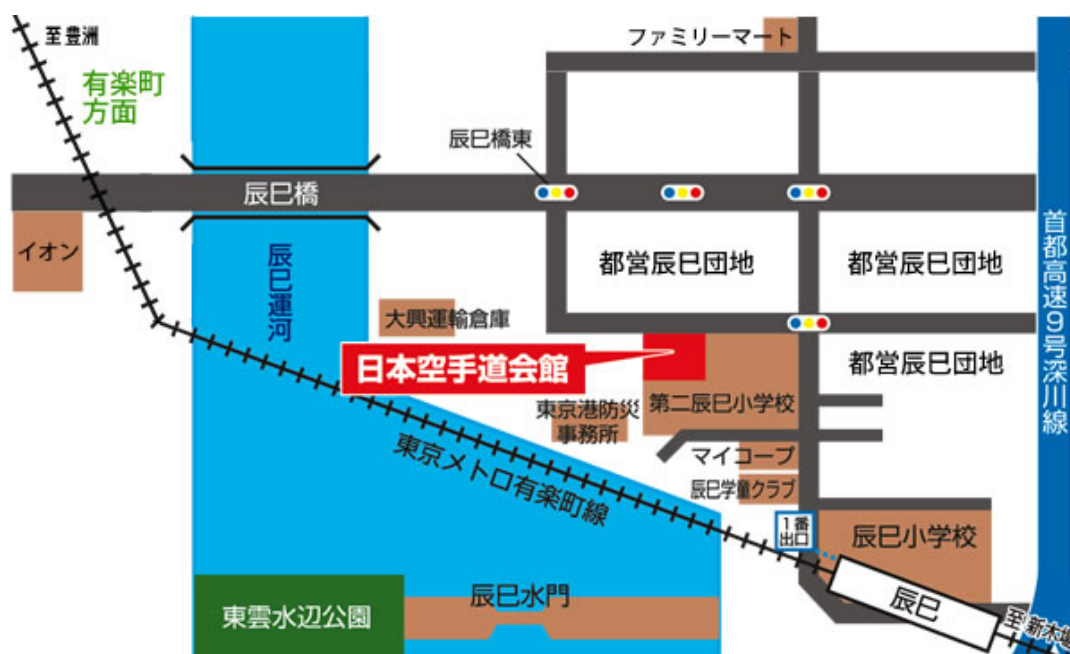 至豊洲
ファミリーマート
有楽町
方面
辰巳橋東
辰巳橋
イオン
辰巳運河
都営辰巳団地
都営辰巳団地
首都高速9号深川線
大興運輸倉庫
日本空手道会館
都営辰巳団地
東京港防災
事務所
第二辰巳小学校
東京メトロ有楽町線
マイコープ
辰巳学童クラブ
1番
出口
辰巳小学校
辰巳水門
東雲水辺公園
辰巳
至新木場